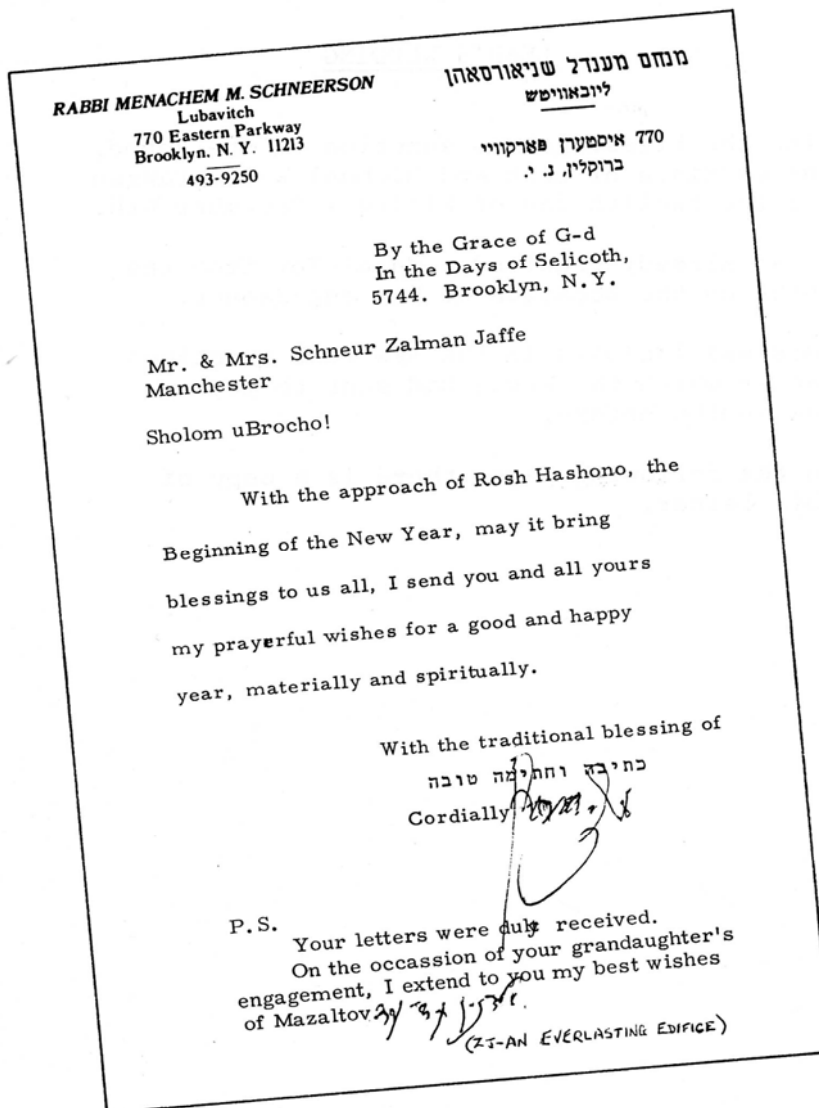 RABBI MENACHEM M. SCHNEERSON
Lubavitch
770 Eastern Parkway
Brooklyn. N. Y. 11213
493-9250
מנחם מענדל שניאורסאהן
ליובאוויטש
770 איסטערן פארקוויי
ברוקלין, נ. י.
By the Grace of G-d
In the Days of Selicoth,
5744. Brooklyn, N.Y.
Mr. & Mrs. Schneur Zalman Jaffe
Manchester
Sholom uBrocho!
With the approach of Rosh Hashono, the
Beginning of the New Year, may it bring
blessings to us all, I send you and all yours
my prayerful wishes for a good and happy
year, materially and spiritually.
With the traditional blessing of
כתיבה וחתימה טובה
Cordially
P.S.
Your letters were duly received.
On the occassion of your grandaughter's
engagement, I extend to you my best wishes
of Mazaltov
(ZJ-AN EVERLASTING EDIFICE)